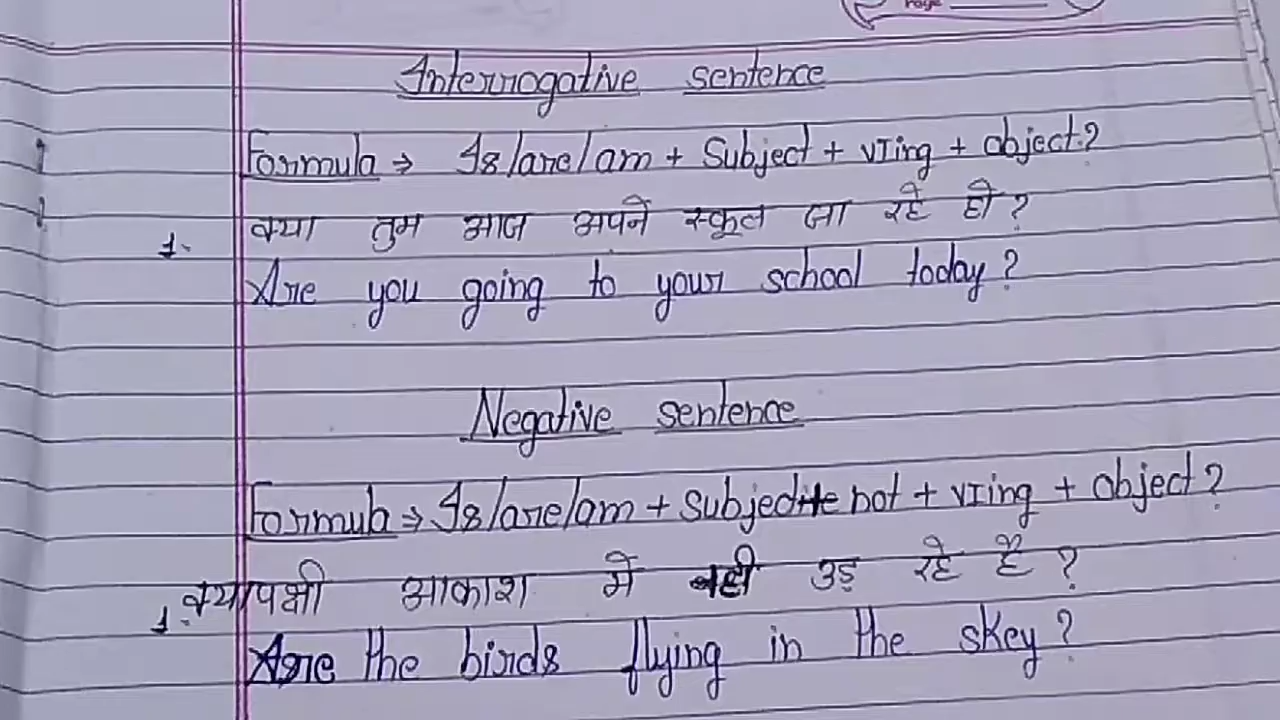 Page
Interrogative sentence
Formula → Is/are/am + Subject + VIing + object?
1. क्या तुम आज अपने स्कूल जा रहे हो?
Are you going to your school today?
Negative sentence
Formula → Is/are/am + Subject + not + VIing + object?
1. क्या पक्षी आकाश में नही उड़ रहे हैं?
Are the birds flying in the skey?